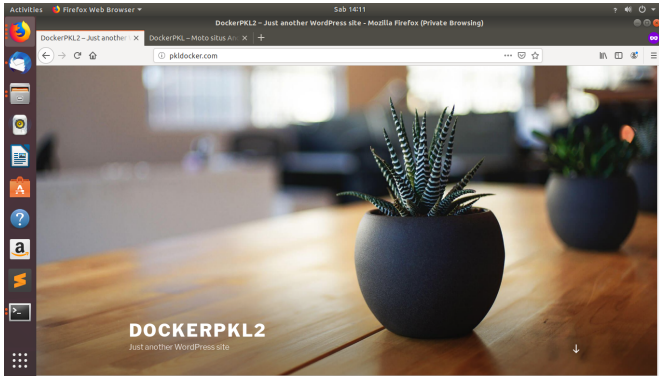 Activities Firefox Web Browser Sab 14:11
DockerPKL2 – Just another WordPress site - Mozilla Firefox (Private Browsing)
DockerPKL2 – Just another DockerPKL – Moto situs An
pkldocker.com
DOCKERPKL2
Just another WordPress site